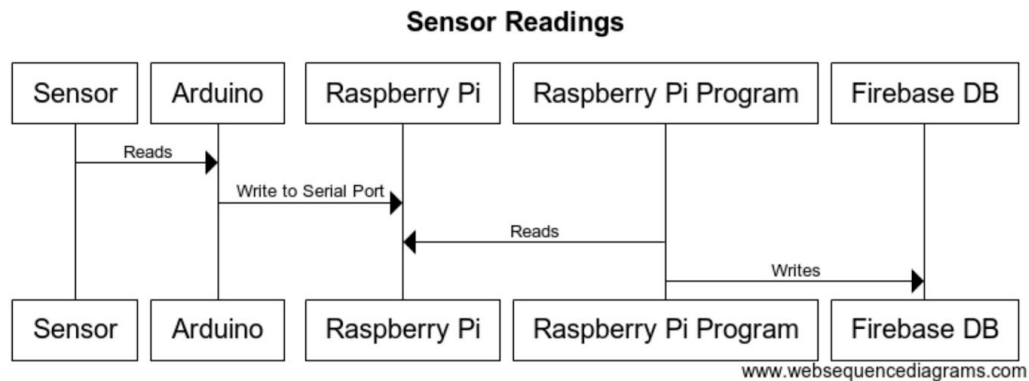 Sensor Readings
Sensor Arduino Raspberry Pi Raspberry Pi Program Firebase DB
Reads
Write to Serial Port
Reads
Writes
Sensor Arduino Raspberry Pi Raspberry Pi Program Firebase DB
www.websequencediagrams.com